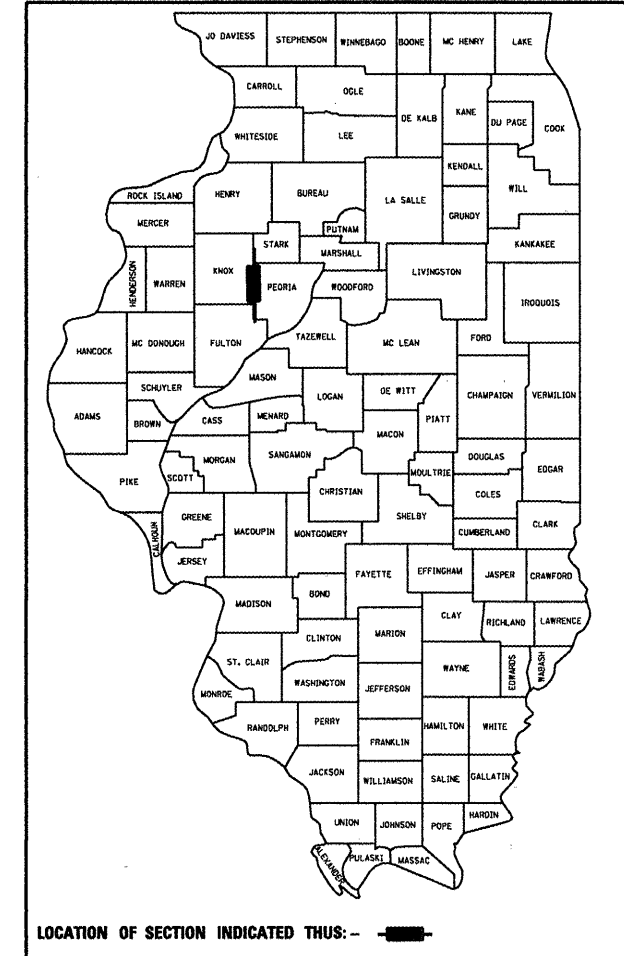 JO DAVIESS STEPHENSON WINNEBAGO BOONE MC HENRY LAKE
CARROLL OGLE DE KALB KANE DU PAGE COOK
WHITESIDE LEE
KENDALL
ROCK ISLAND HENRY BUREAU LA SALLE WILL
MERCER PUTNAM GRUNDY
STARK MARSHALL KANKAKEE
HENDERSON WARREN KNOX PEORIA WOODFORD LIVINGSTON
IROQUOIS
HANCOCK MC DONOUGH FULTON TAZEWELL MC LEAN FORD
MASON
SCHUYLER LOGAN DE WITT CHAMPAIGN VERMILION
ADAMS BROWN CASS MENARD PIATT
MACON
MORGAN SANGAMON DOUGLAS
PIKE SCOTT MOULTRIE EDGAR
CHRISTIAN COLES
GREENE SHELBY
CALHOUN MACOUPIN MONTGOMERY CUMBERLAND CLARK
JERSEY
FAYETTE EFFINGHAM JASPER CRAWFORD
MADISON BOND
CLAY RICHLAND LAWRENCE
CLINTON MARION
ST. CLAIR WAYNE EDWARDS WABASH
WASHINGTON JEFFERSON
MONROE
RANDOLPH PERRY HAMILTON WHITE
FRANKLIN
JACKSON
WILLIAMSON SALINE GALLATIN
UNION JOHNSON POPE HARDIN
ALEXANDER PULASKI MASSAC
LOCATION OF SECTION INDICATED THUS: –